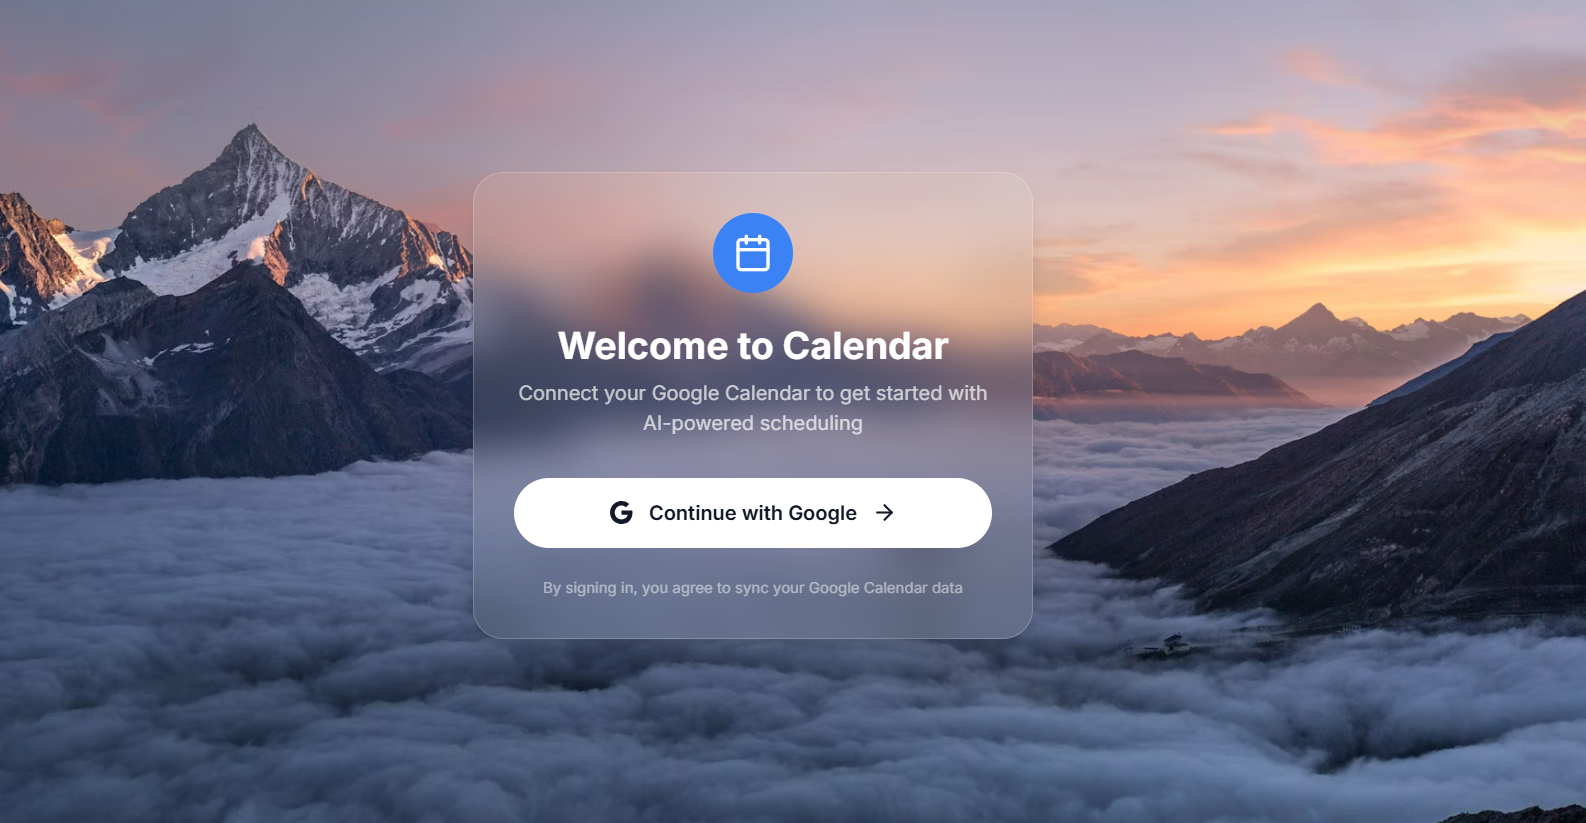 Welcome to Calendar
Connect your Google Calendar to get started with
AI-powered scheduling
Continue with Google
By signing in, you agree to sync your Google Calendar data